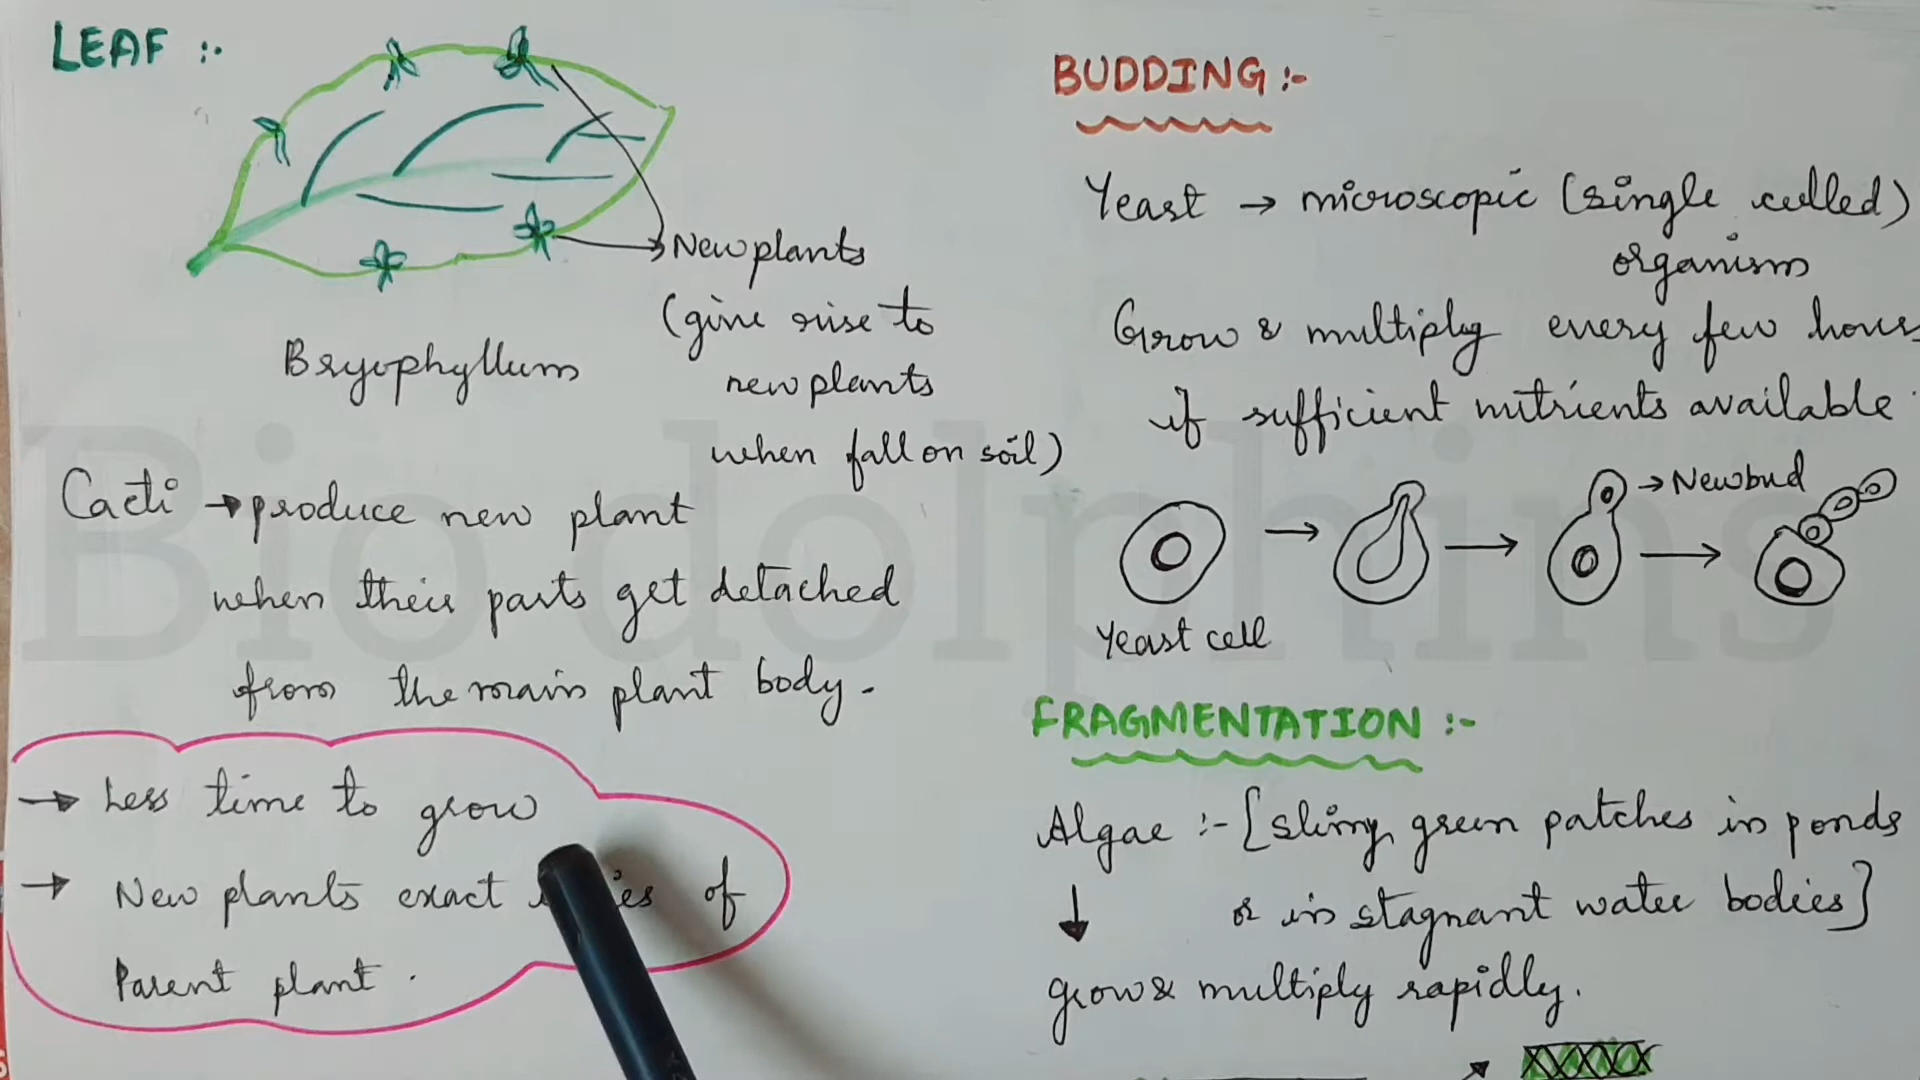 LEAF :-
New plants
(give rise to
new plants
when fall on soil)
Bryophyllum
Cacti → produce new plant
when their parts get detached
from the main plant body.
→ Less time to grow
→ New plants exact of
Parent plant.
BUDDING :-
Yeast → microscopic (single celled)
organism
Grow & multiply every few hours
if sufficient nutrients available.
→ New bud
Yeast cell
FRAGMENTATION :-
Algae :- [slimy green patches in ponds
or in stagnant water bodies]
grow & multiply rapidly.
Bio dolphins